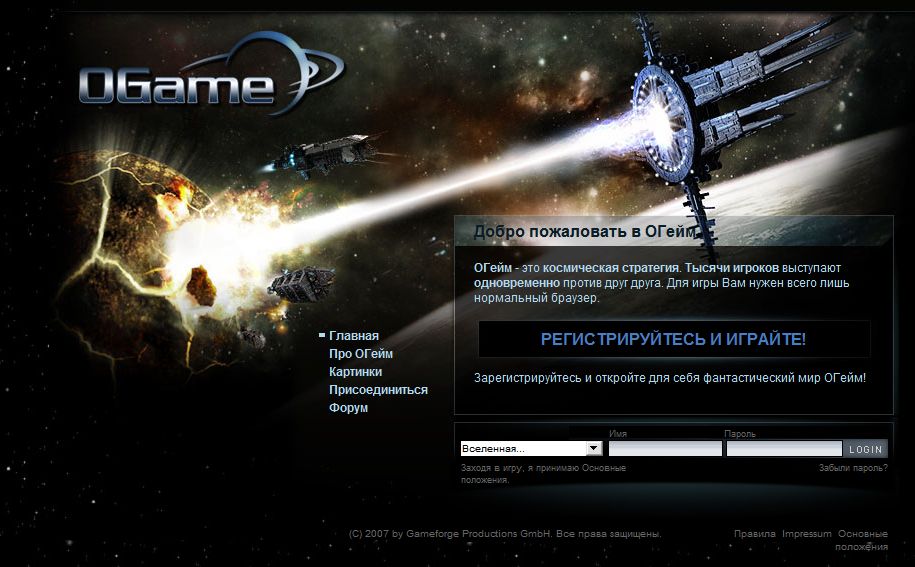 OGame
Добро пожаловать в ОГейм
ОГейм - это космическая стратегия. Тысячи игроков выступают
одновременно против друг друга. Для игры Вам нужен всего лишь
нормальный браузер.
РЕГИСТРИРУЙТЕСЬ И ИГРАЙТЕ!
Зарегистрируйтесь и откройте для себя фантастический мир ОГейм!
Главная
Про ОГейм
Картинки
Присоединиться
Форум
Имя Пароль
Вселенная... LOGIN
Заходя в игру, я принимаю Основные
положения.
Забыли пароль?
(C) 2007 by Gameforge Productions GmbH. Все права защищены.
Правила Impressum Основные
положения